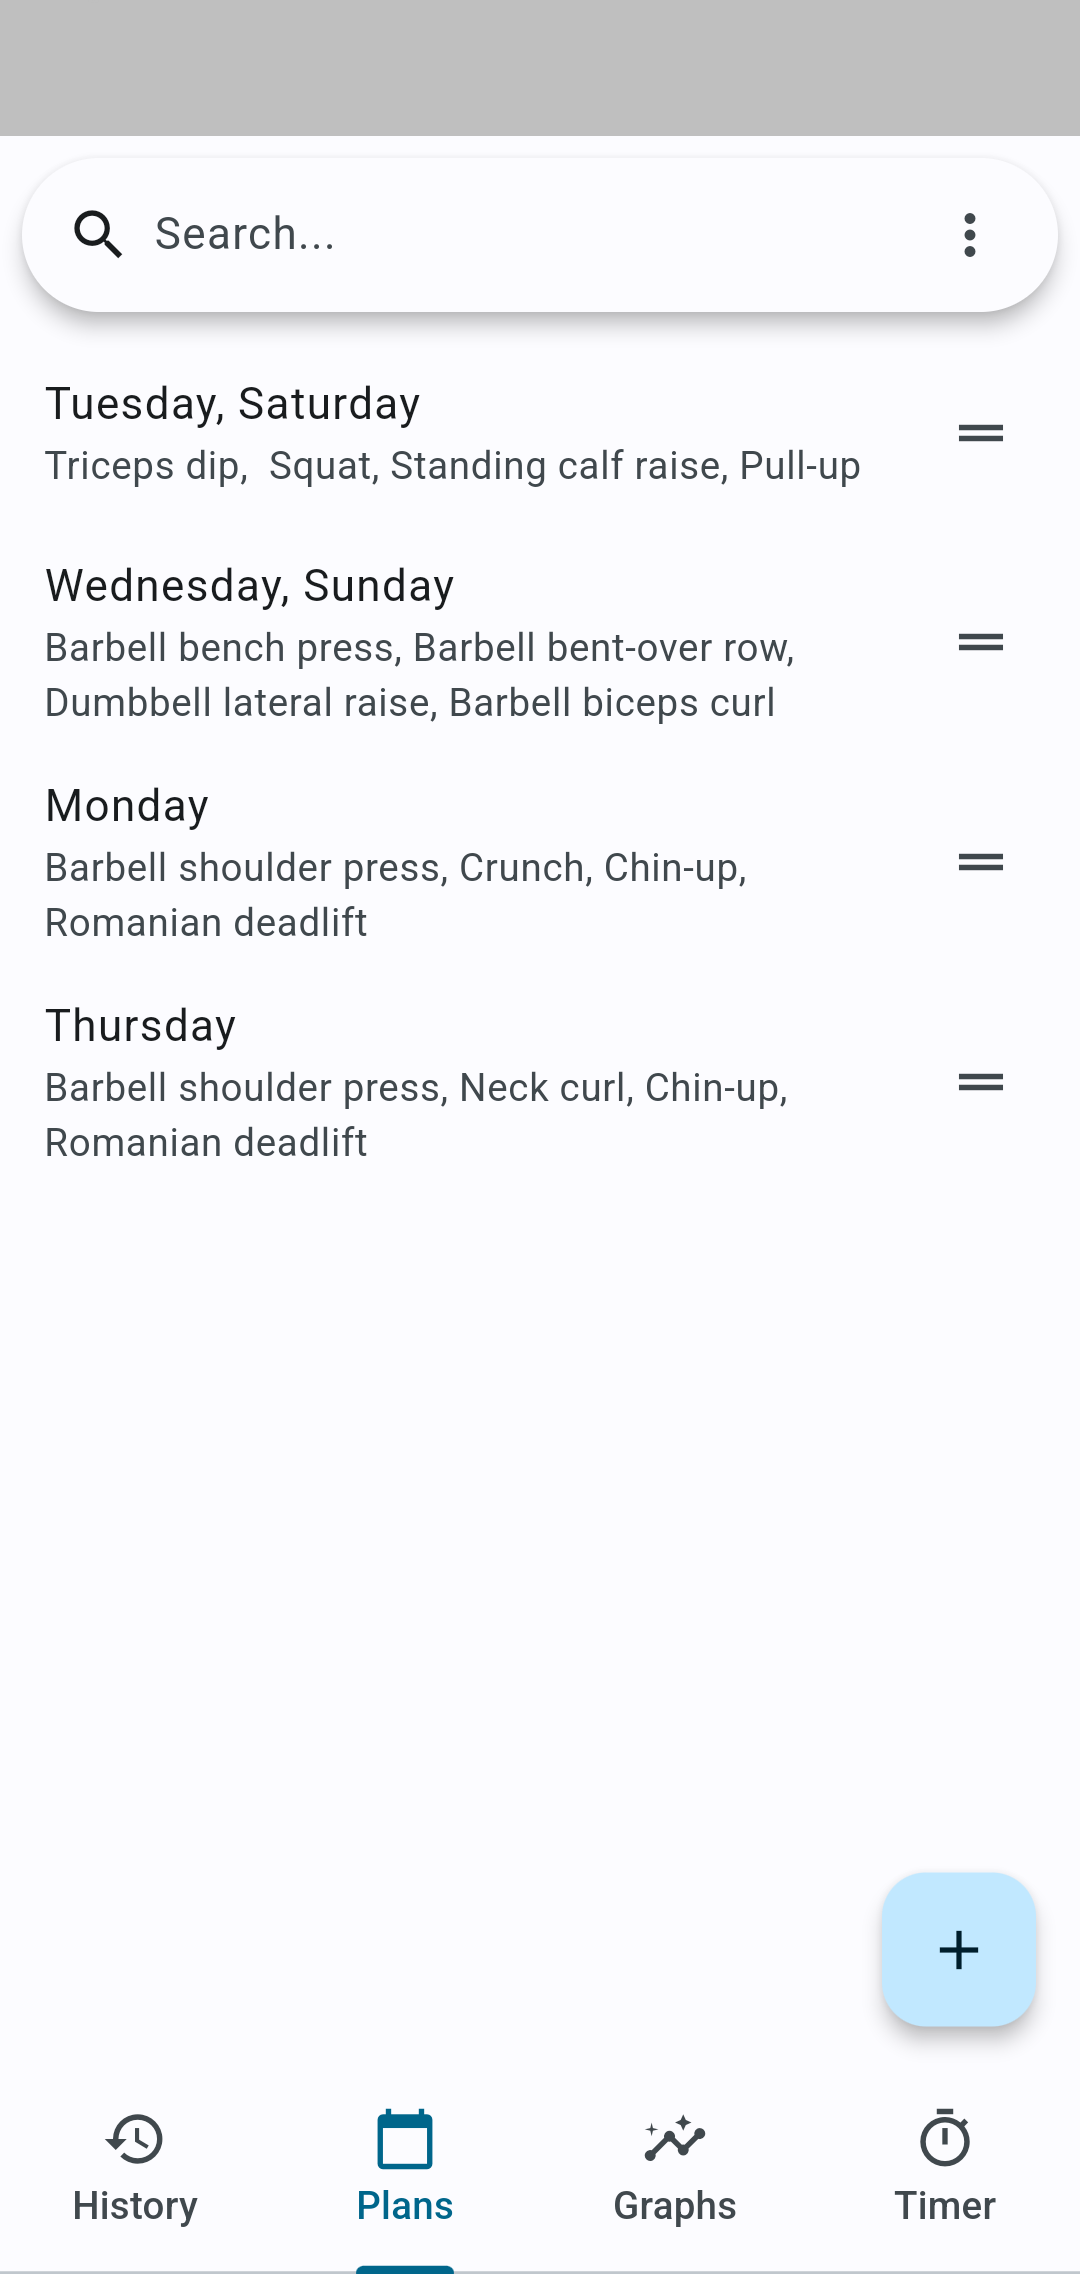 Search...
Tuesday, Saturday
Triceps dip,  Squat, Standing calf raise, Pull-up
Wednesday, Sunday
Barbell bench press, Barbell bent-over row,
Dumbbell lateral raise, Barbell biceps curl
Monday
Barbell shoulder press, Crunch, Chin-up,
Romanian deadlift
Thursday
Barbell shoulder press, Neck curl, Chin-up,
Romanian deadlift
History
Plans
Graphs
Timer